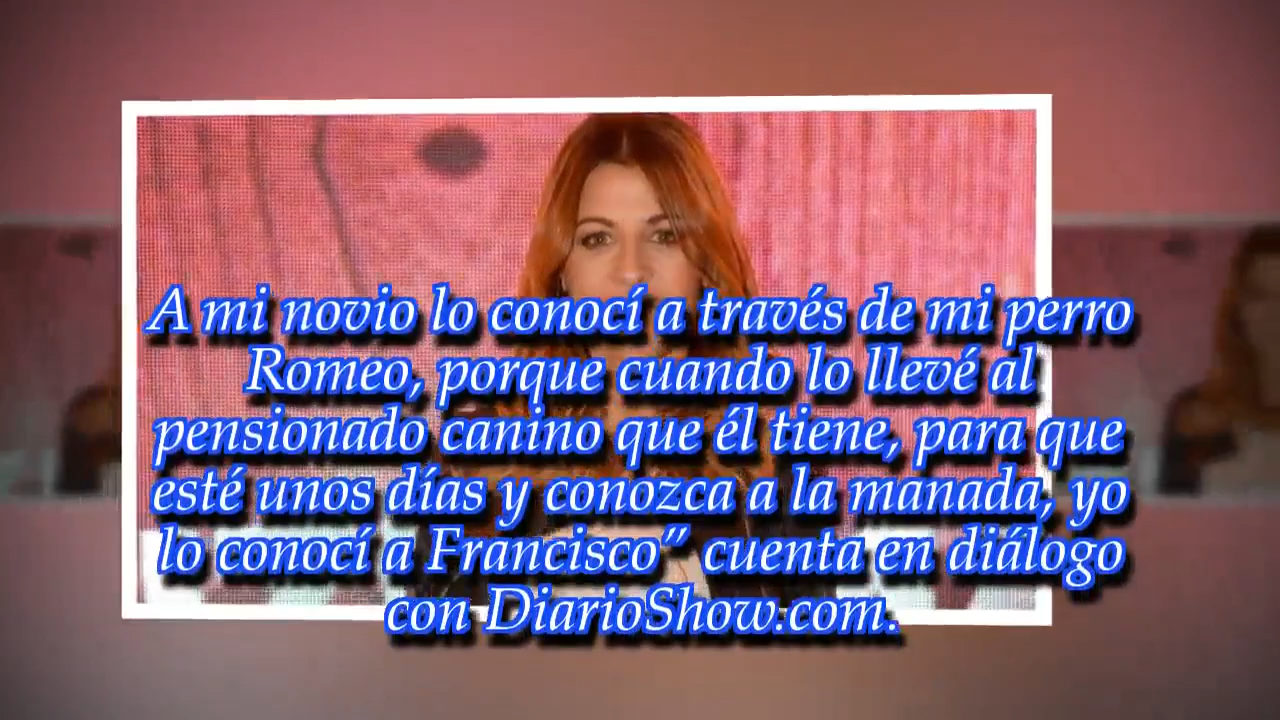 A mi novio lo conocí a través de mi perro
Romeo, porque cuando lo llevé al
pensionado canino que él tiene, para que
esté unos días y conozca a la manada, yo
lo conocí a Francisco” cuenta en diálogo
con DiarioShow.com.